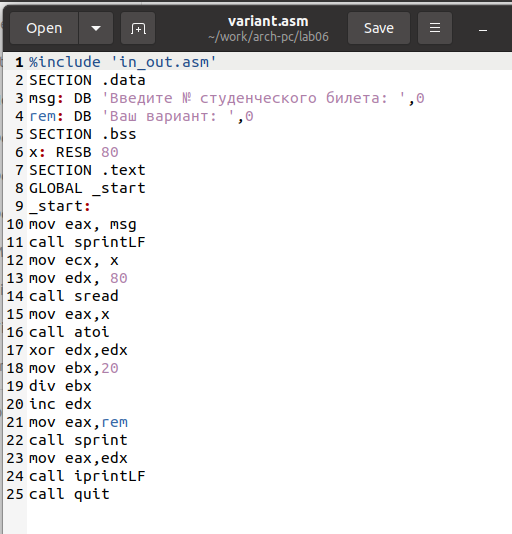 Open variant.asm Save
~/work/arch-pc/lab06
1 %include 'in_out.asm'
2 SECTION .data
3 msg: DB 'Введите № студенческого билета: ',0
4 rem: DB 'Ваш вариант: ',0
5 SECTION .bss
6 x: RESB 80
7 SECTION .text
8 GLOBAL _start
9 _start:
10 mov eax, msg
11 call sprintLF
12 mov ecx, x
13 mov edx, 80
14 call sread
15 mov eax,x
16 call atoi
17 xor edx,edx
18 mov ebx,20
19 div ebx
20 inc edx
21 mov eax,rem
22 call sprint
23 mov eax,edx
24 call iprintLF
25 call quit